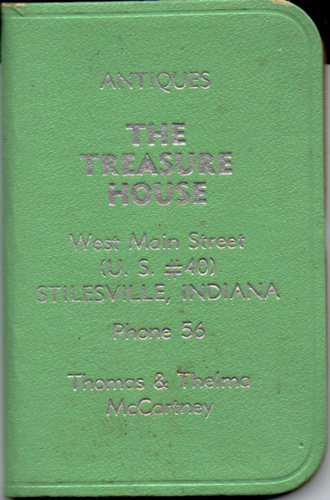 ANTIQUES
THE
TREASURE
HOUSE
West Main Street
(U. S. #40)
STILESVILLE, INDIANA
Phone 56
Thomas & Thelma
McCartney